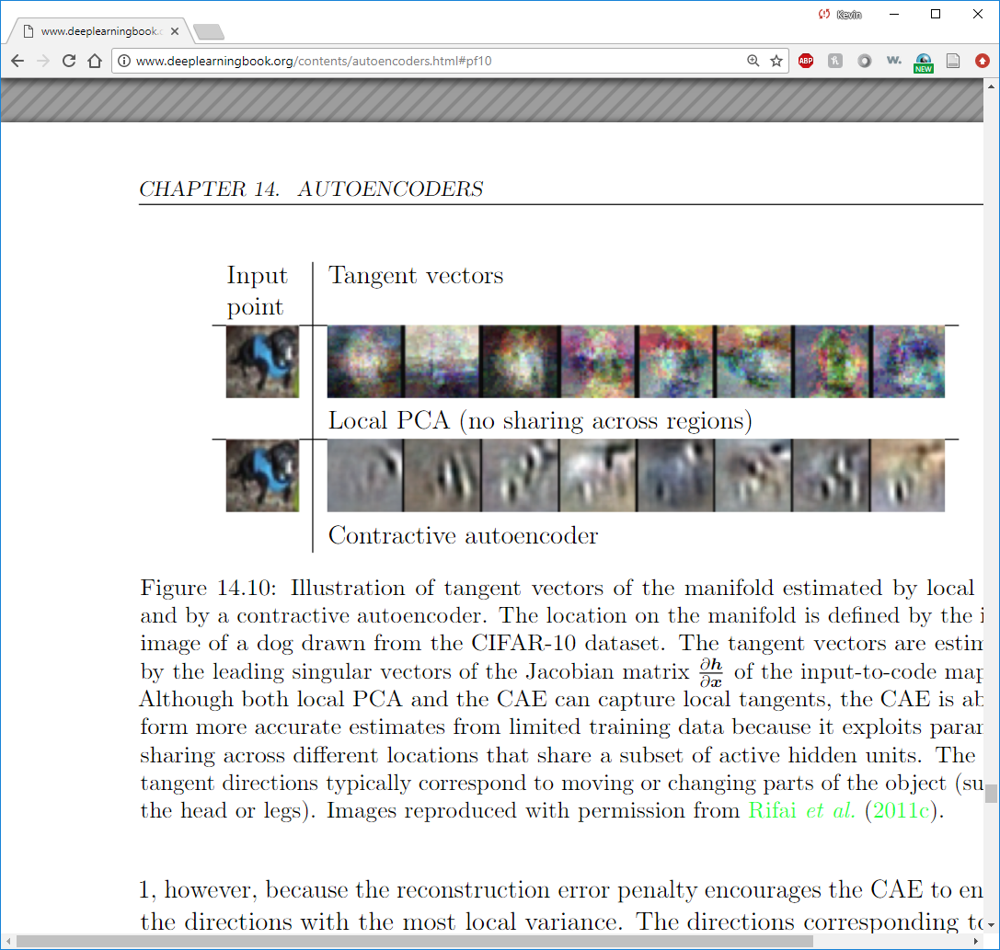 Kevin
www.deeplearningbook.c
www.deeplearningbook.org/contents/autoencoders.html#pf10
ABP
W.
NEW
CHAPTER 14. AUTOENCODERS
Input point
Tangent vectors
Local PCA (no sharing across regions)
Contractive autoencoder
Figure 14.10: Illustration of tangent vectors of the manifold estimated by local
and by a contractive autoencoder. The location on the manifold is defined by the i
image of a dog drawn from the CIFAR-10 dataset. The tangent vectors are estim
by the leading singular vectors of the Jacobian matrix ∂h/∂x of the input-to-code map
Although both local PCA and the CAE can capture local tangents, the CAE is ab
form more accurate estimates from limited training data because it exploits param
sharing across different locations that share a subset of active hidden units. The
tangent directions typically correspond to moving or changing parts of the object (su
the head or legs). Images reproduced with permission from Rifai et al. (2011c).
1, however, because the reconstruction error penalty encourages the CAE to en
the directions with the most local variance. The directions corresponding to